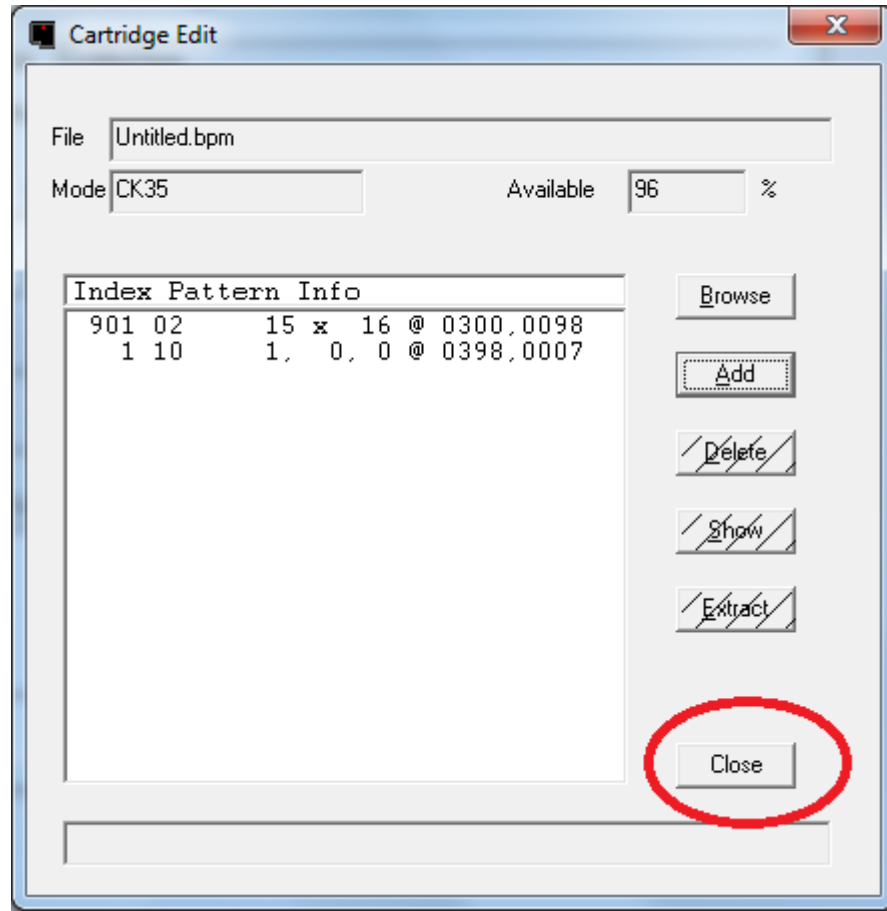 Cartridge Edit
File Untitled.bpm
Mode CK35 Available 96 %
Index Pattern Info
901 02 15 x 16 @ 0300,0098
1 10 1, 0, 0 @ 0398,0007
Browse
Add
Delete
Show
Extract
Close